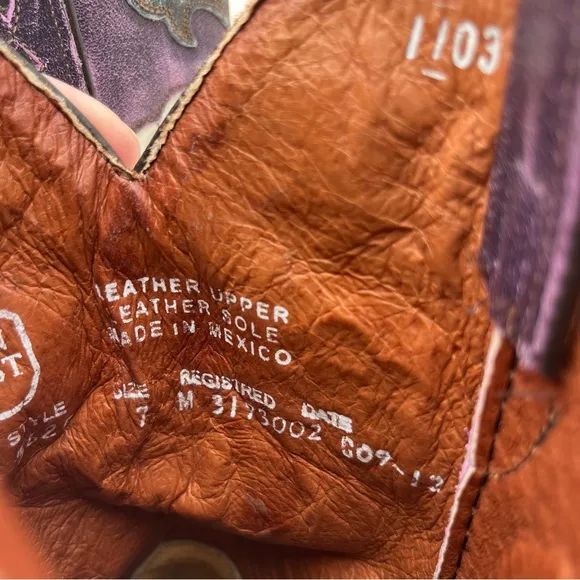 1103
LEATHER UPPER
LEATHER SOLE
MADE IN MEXICO
SIZE REGISTRED DATE
7 M 3173002 609-12
STYLE